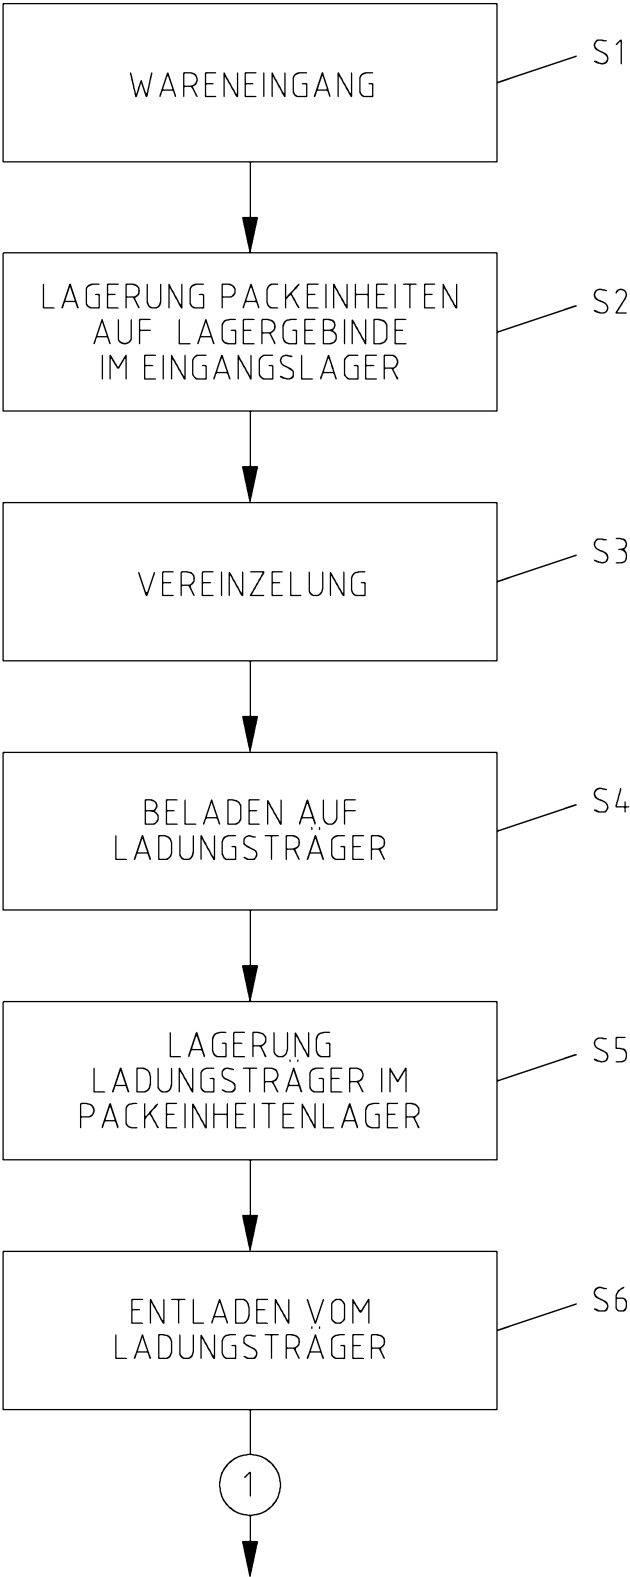 WARENEINGANG
S1
LAGERUNG PACKEINHEITEN
AUF LAGERGEBINDE
IM EINGANGSLAGER
S2
VEREINZELUNG
S3
BELADEN AUF
LADUNGSTRÄGER
S4
LAGERUNG
LADUNGSTRÄGER IM
PACKEINHEITENLAGER
S5
ENTLADEN VOM
LADUNGSTRÄGER
S6
1